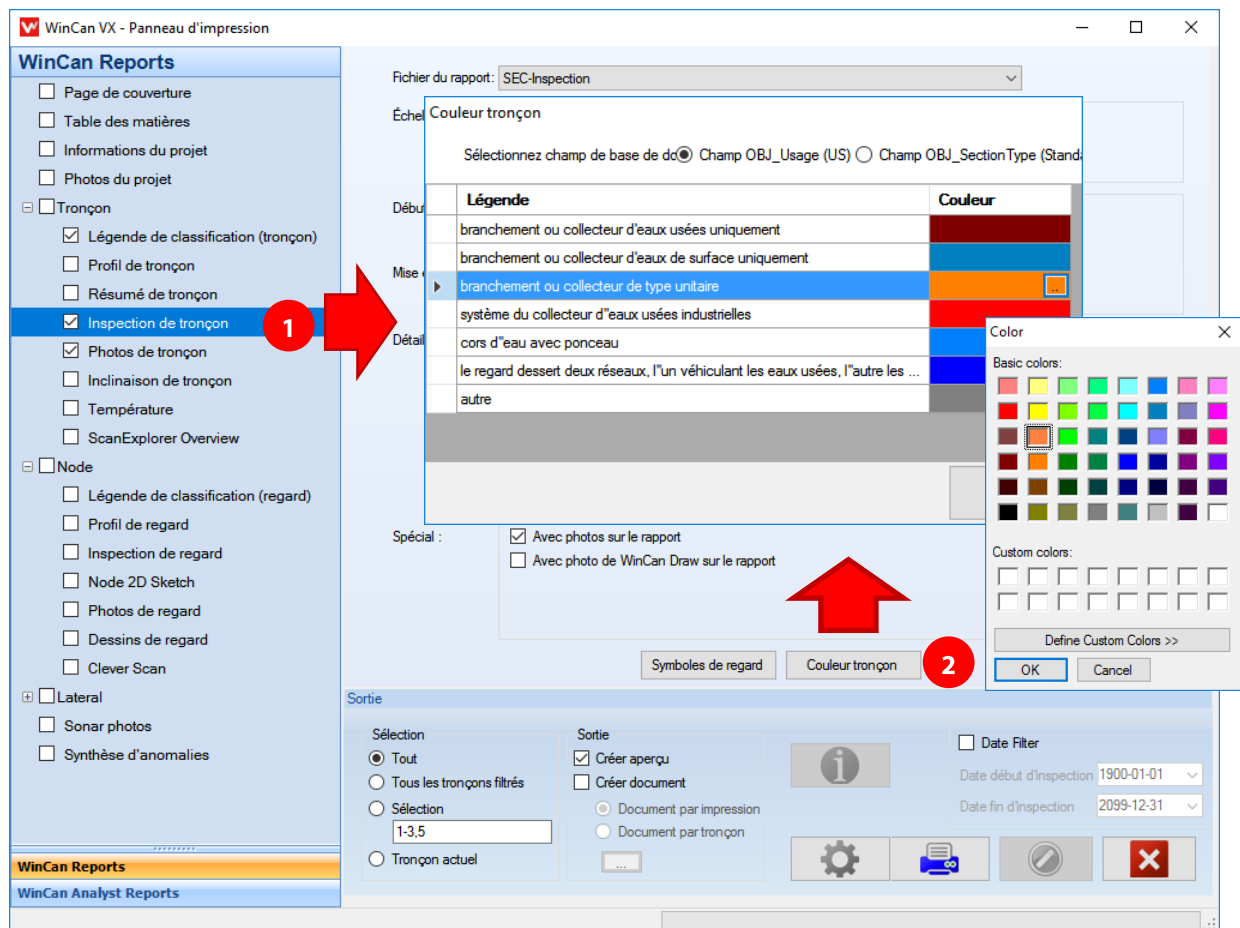 WinCan VX - Panneau d'impression
WinCan Reports
Page de couverture
Table des matières
Informations du projet
Photos du projet
Tronçon
Légende de classification (tronçon)
Profil de tronçon
Résumé de tronçon
Inspection de tronçon
1
Photos de tronçon
Inclinaison de tronçon
Température
ScanExplorer Overview
Node
Légende de classification (regard)
Profil de regard
Inspection de regard
Node 2D Sketch
Photos de regard
Dessins de regard
Clever Scan
Lateral
Sonar photos
Synthèse d'anomalies
WinCan Reports
WinCan Analyst Reports
Fichier du rapport: SEC-Inspection
Échel
Début
Mise
Détail
Couleur tronçon
Sélectionnez champ de base de do Champ OBJ_Usage (US) Champ OBJ_SectionType (Standa
Légende Couleur
branchement ou collecteur d'eaux usées uniquement
branchement ou collecteur d'eaux de surface uniquement
branchement ou collecteur de type unitaire ..
système du collecteur d''eaux usées industrielles
cors d''eau avec ponceau
le regard dessert deux réseaux, l''un véhiculant les eaux usées, l''autre les ...
autre
Color
Basic colors:
Custom colors:
Define Custom Colors >>
OK Cancel
Spécial : Avec photos sur le rapport
Avec photo de WinCan Draw sur le rapport
Symboles de regard Couleur tronçon 2
Sortie
Sélection
Tout
Tous les tronçons filtrés
Sélection
1-3,5
Tronçon actuel
Sortie
Créer aperçu
Créer document
Document par impression
Document par tronçon
...
Date Filter
Date début d'inspection 1900-01-01
Date fin d'inspection 2099-12-31